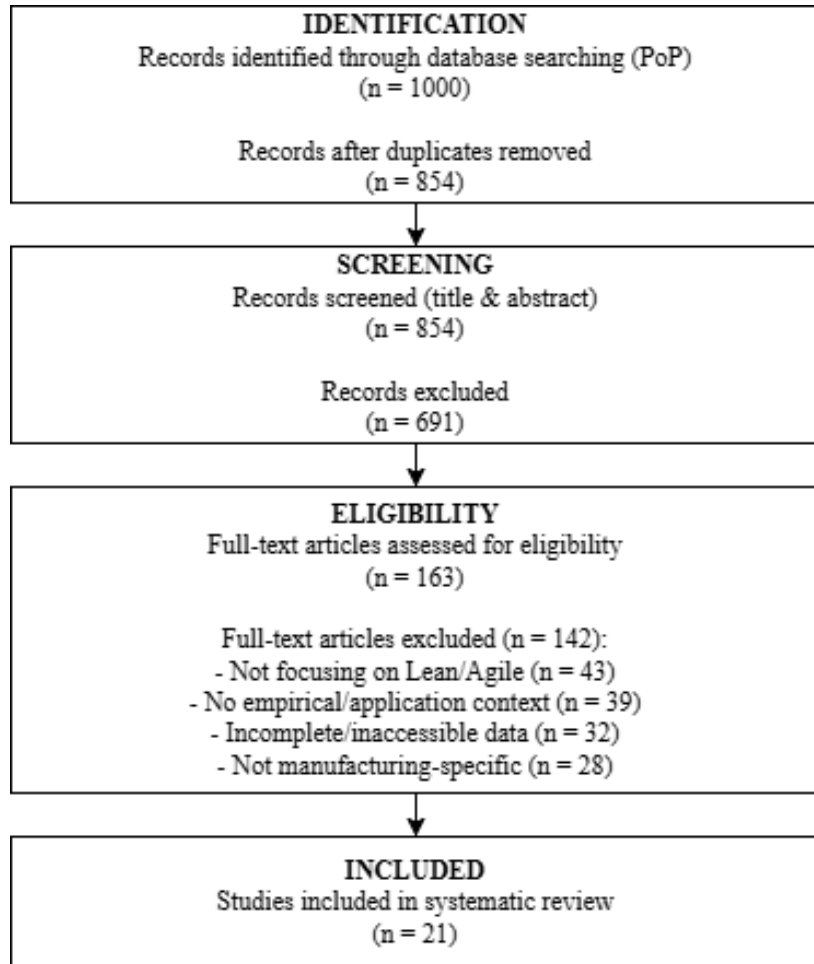 IDENTIFICATION
Records identified through database searching (PoP)
(n = 1000)
Records after duplicates removed
(n = 854)
SCREENING
Records screened (title & abstract)
(n = 854)
Records excluded
(n = 691)
ELIGIBILITY
Full-text articles assessed for eligibility
(n = 163)
Full-text articles excluded (n = 142):
- Not focusing on Lean/Agile (n = 43)
- No empirical/application context (n = 39)
- Incomplete/inaccessible data (n = 32)
- Not manufacturing-specific (n = 28)
INCLUDED
Studies included in systematic review
(n = 21)